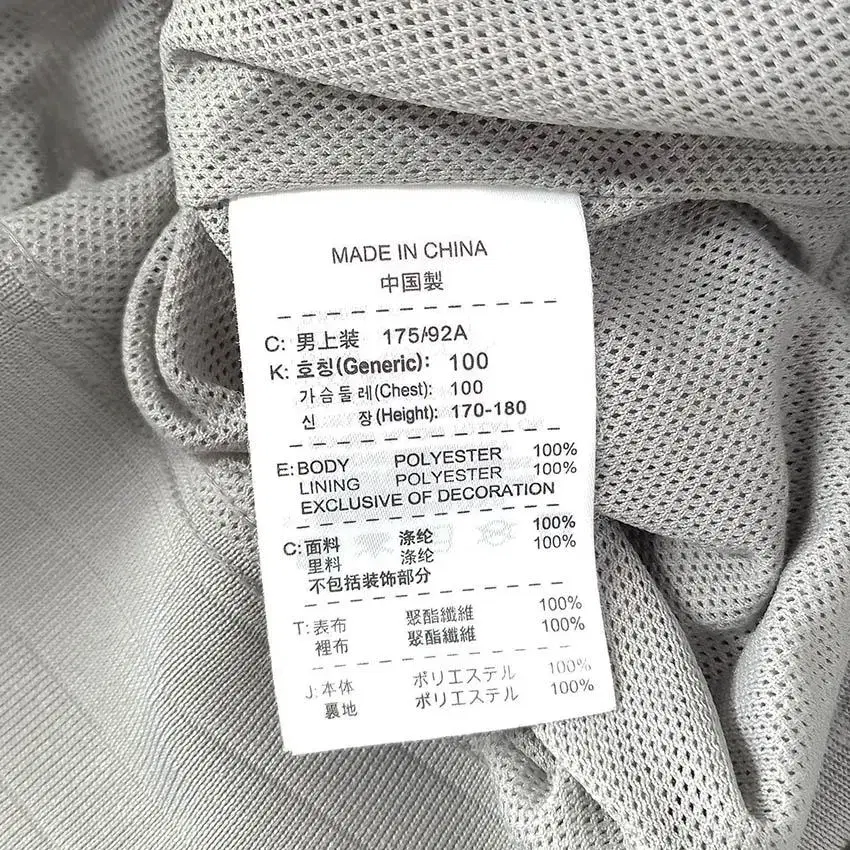 MADE IN CHINA
中国製
C: 男上装 175/92A
K: 호칭(Generic): 100
가슴둘레(Chest): 100
신 장(Height): 170-180
E: BODY POLYESTER 100%
LINING POLYESTER 100%
EXCLUSIVE OF DECORATION
C: 面料 涤纶 100%
里料 涤纶 100%
不包括装饰部分
T: 表布 聚酯纖維 100%
裡布 聚酯纖維 100%
J: 本体 ポリエステル 100%
裏地 ポリエステル 100%